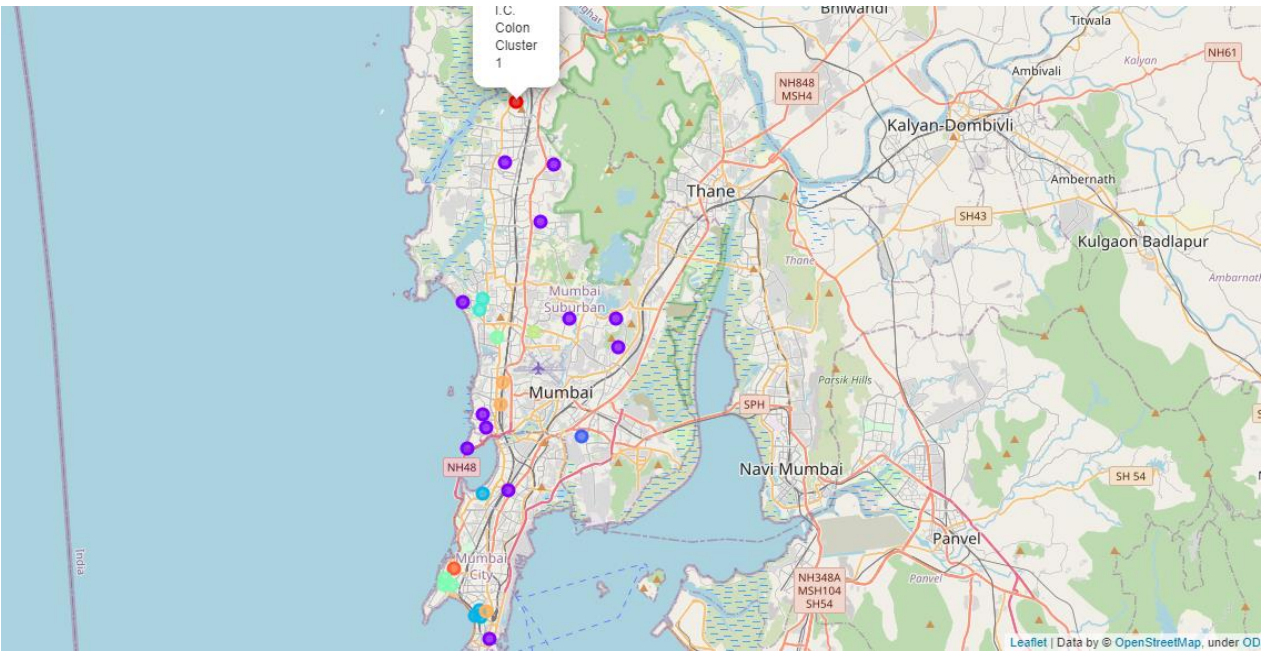 I.C.
Colon
Cluster
1
Bhiwandi
Titwala
NH61
Kalyan
Ambivali
NH848
MSH4
Kalyan-Dombivli
Ambernath
Thane
SH43
Kulgaon Badlapur
Thane
Ambarnath
Mumbai
Suburban
Parsik Hills
Mumbai
SPH
NH48
Navi Mumbai
SH 54
Panvel
India
Mumbai
City
NH348A
MSH104
SH54
Panvel
Leaflet | Data by © OpenStreetMap, under OD